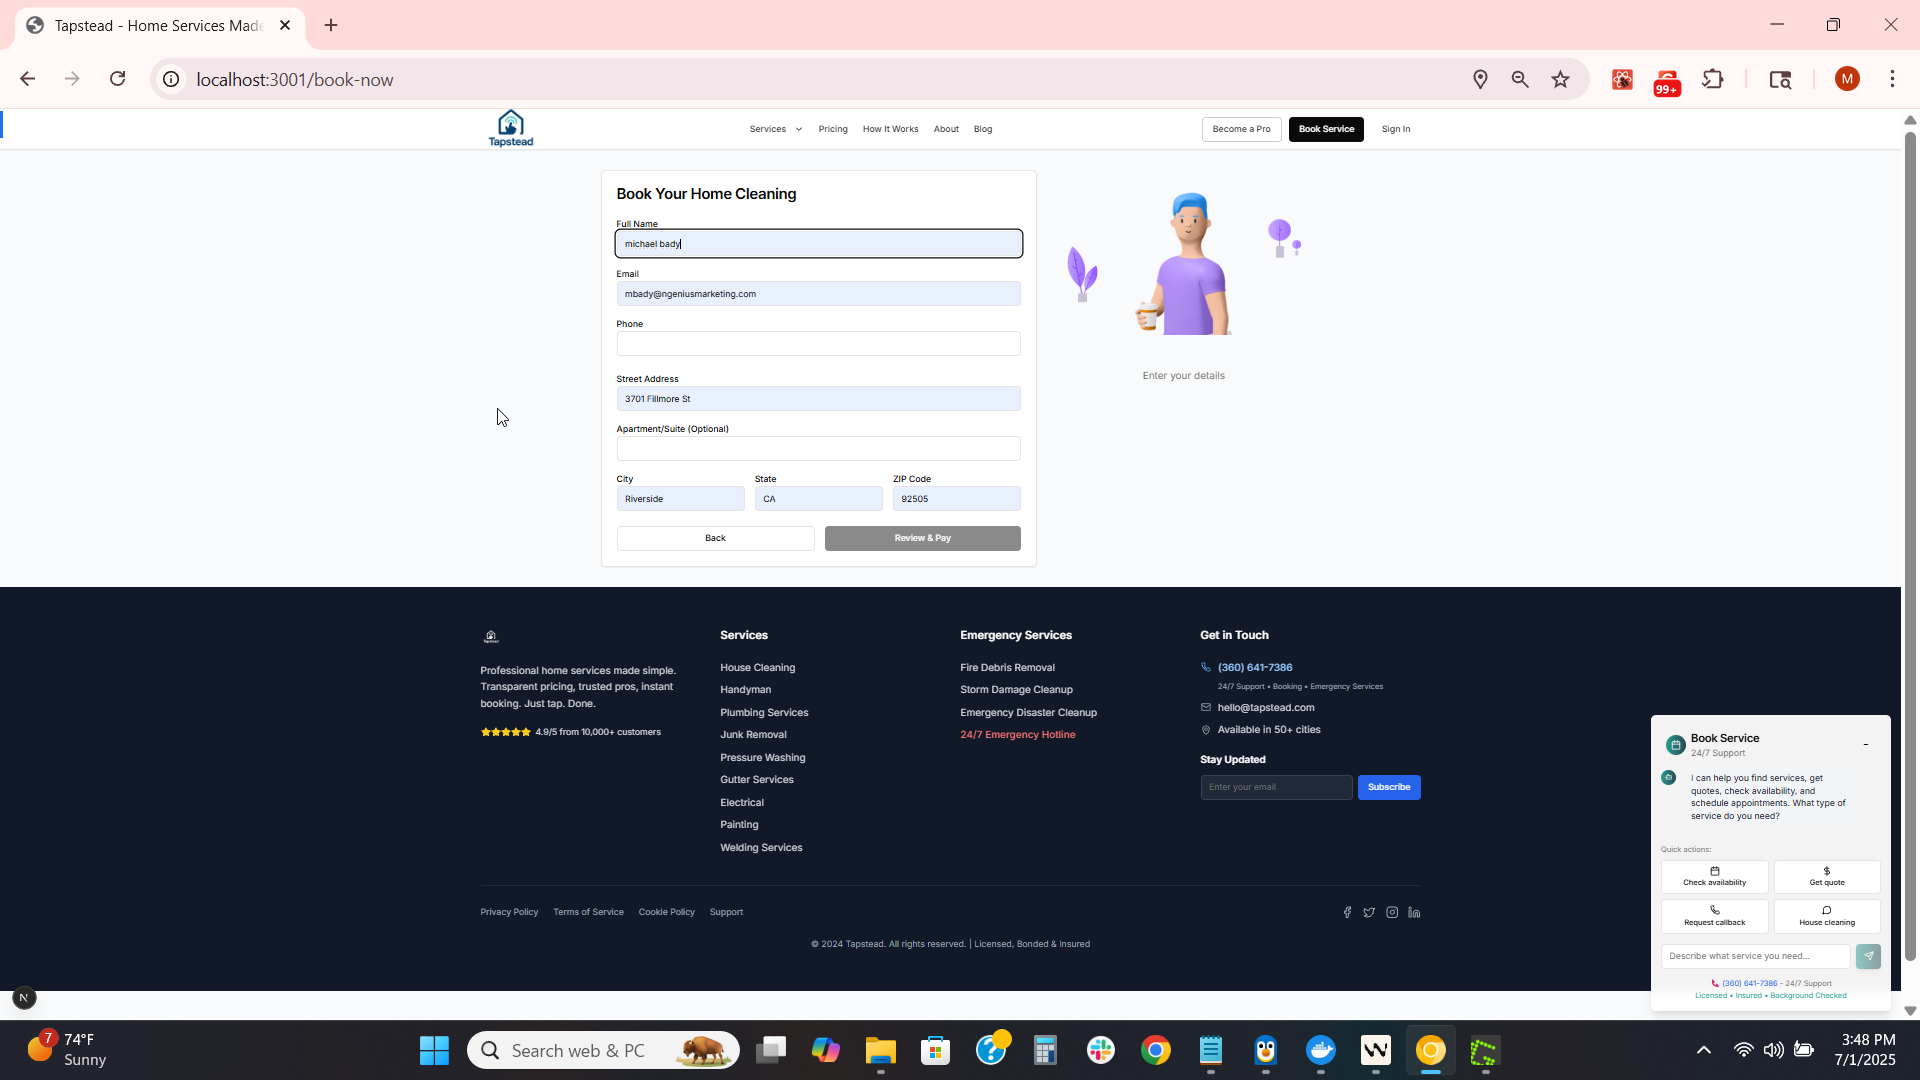 Tapstead - Home Services Made
localhost:3001/book-now
99+
M
Tapstead
Services
Pricing
How It Works
About
Blog
Become a Pro
Book Service
Sign In
Book Your Home Cleaning
Full Name
michael bady
Email
mbady@ngeniusmarketing.com
Phone
Street Address
3701 Fillmore St
Apartment/Suite (Optional)
City
State
ZIP Code
Riverside
CA
92505
Back
Review & Pay
Enter your details
Professional home services made simple.
Transparent pricing, trusted pros, instant
booking. Just tap. Done.
4.9/5 from 10,000+ customers
Services
House Cleaning
Handyman
Plumbing Services
Junk Removal
Pressure Washing
Gutter Services
Electrical
Painting
Welding Services
Emergency Services
Fire Debris Removal
Storm Damage Cleanup
Emergency Disaster Cleanup
24/7 Emergency Hotline
Get in Touch
(360) 641-7386
24/7 Support • Booking • Emergency Services
hello@tapstead.com
Available in 50+ cities
Stay Updated
Enter your email
Subscribe
Privacy Policy
Terms of Service
Cookie Policy
Support
© 2024 Tapstead. All rights reserved. | Licensed, Bonded & Insured
Book Service
24/7 Support
-
I can help you find services, get
quotes, check availability, and
schedule appointments. What type of
service do you need?
Quick actions:
Check availability
Get quote
Request callback
House cleaning
Describe what service you need...
(360) 641-7386 - 24/7 Support
Licensed • Insured • Background Checked
N
7
74°F
Sunny
Search web & PC
3:48 PM
7/1/2025